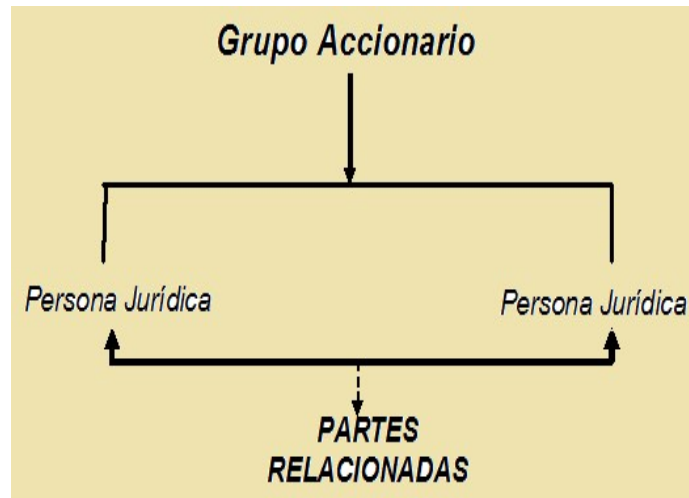 Grupo Accionario
Persona Jurídica
Persona Jurídica
PARTES
RELACIONADAS